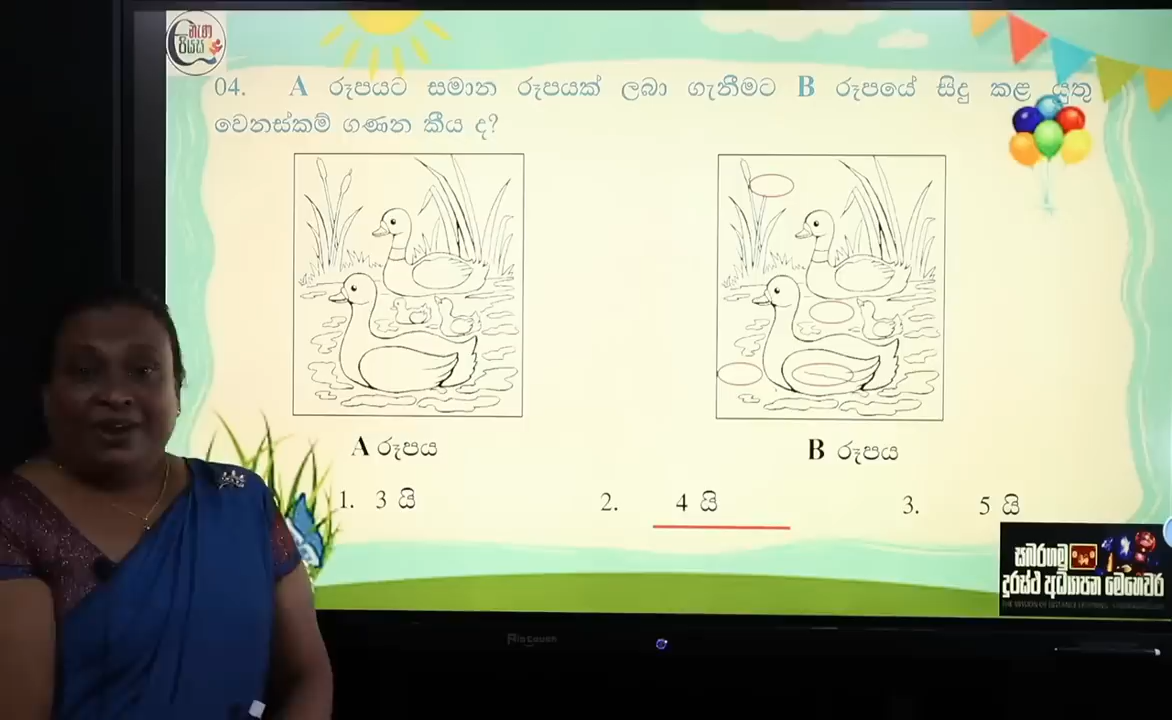 නැණ
පියස
04. A රූපයට සමාන රූපයක් ලබා ගැනීමට B රූපයේ සිදු කළ යුතු
වෙනස්කම් ගණන කීය ද?
A රූපය
B රූපය
1. 3 යි
2. 4 යි
3. 5 යි
සබරගමු
දුරස්ථ අධ්‍යාපන මෙහෙවර